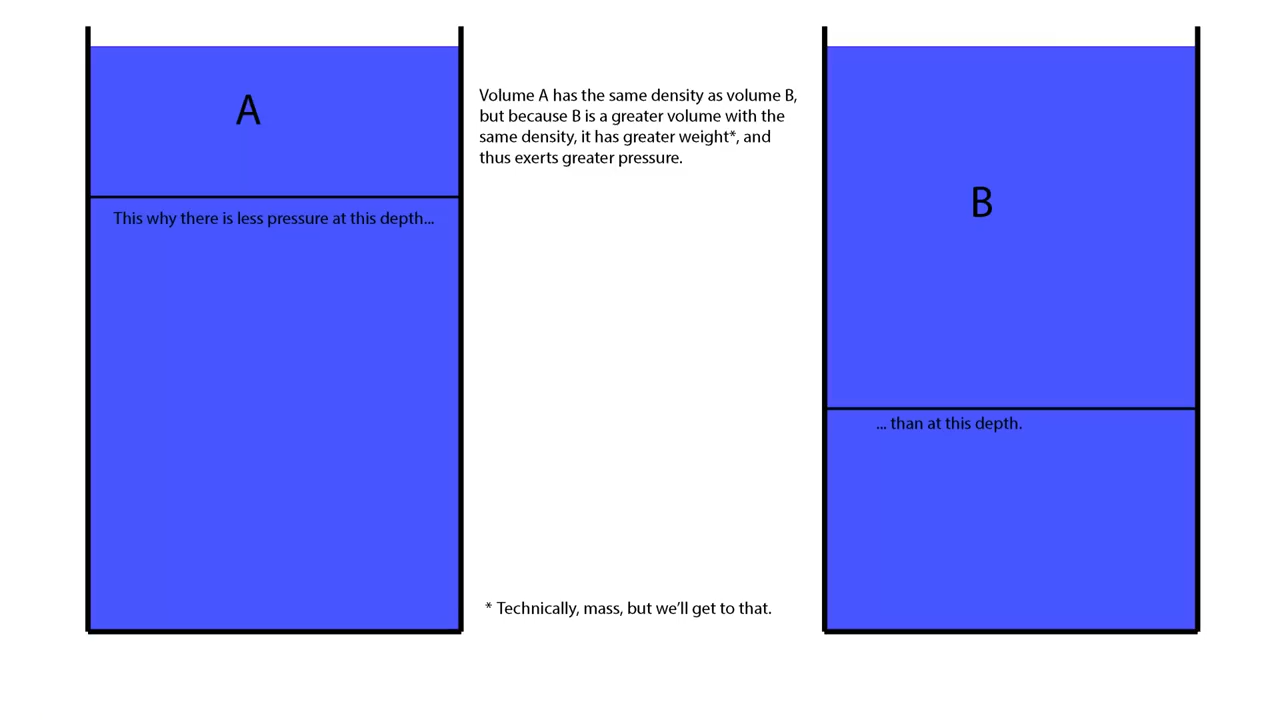 A
Volume A has the same density as volume B,
but because B is a greater volume with the
same density, it has greater weight*, and
thus exerts greater pressure.
B
This why there is less pressure at this depth...
... than at this depth.
* Technically, mass, but we'll get to that.